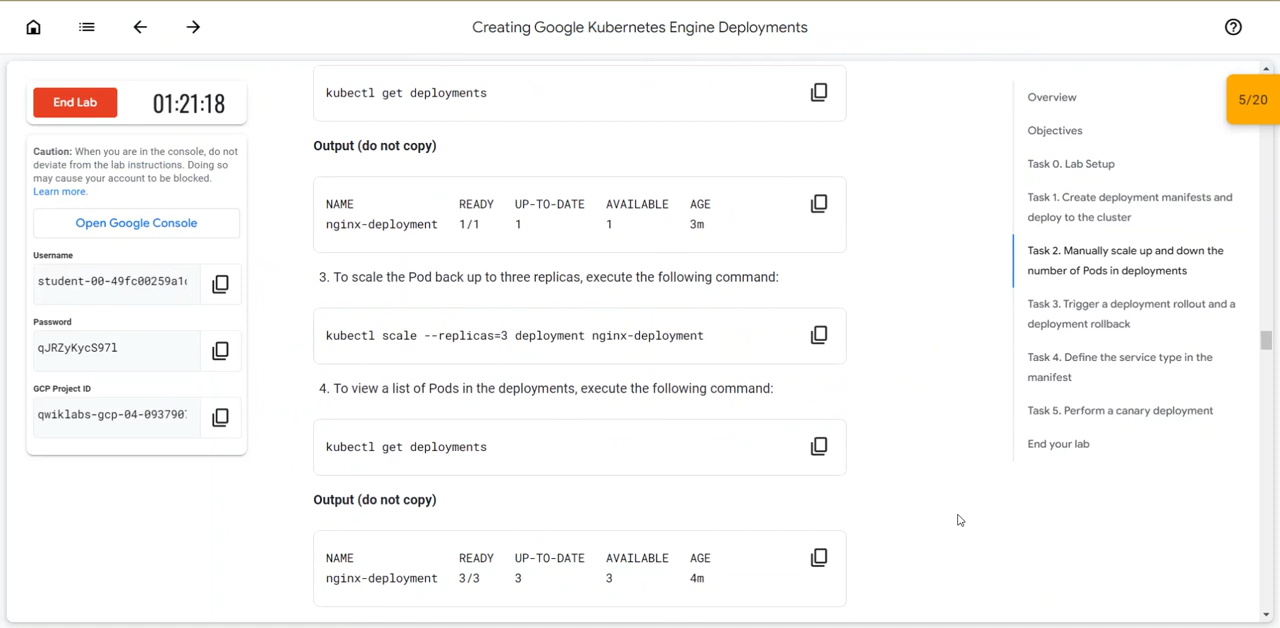 Creating Google Kubernetes Engine Deployments
End Lab 01:21:18
Caution: When you are in the console, do not
deviate from the lab instructions. Doing so
may cause your account to be blocked.
Learn more.
Open Google Console
Username
student-00-49fc00259a1
Password
qJRZyKycS97l
GCP Project ID
qwiklabs-gcp-04-093790
kubectl get deployments
Output (do not copy)
NAME READY UP-TO-DATE AVAILABLE AGE
nginx-deployment 1/1 1 1 3m
3. To scale the Pod back up to three replicas, execute the following command:
kubectl scale --replicas=3 deployment nginx-deployment
4. To view a list of Pods in the deployments, execute the following command:
kubectl get deployments
Output (do not copy)
NAME READY UP-TO-DATE AVAILABLE AGE
nginx-deployment 3/3 3 3 4m
Overview
Objectives
Task 0. Lab Setup
Task 1. Create deployment manifests and
deploy to the cluster
Task 2. Manually scale up and down the
number of Pods in deployments
Task 3. Trigger a deployment rollout and a
deployment rollback
Task 4. Define the service type in the
manifest
Task 5. Perform a canary deployment
End your lab
5/20